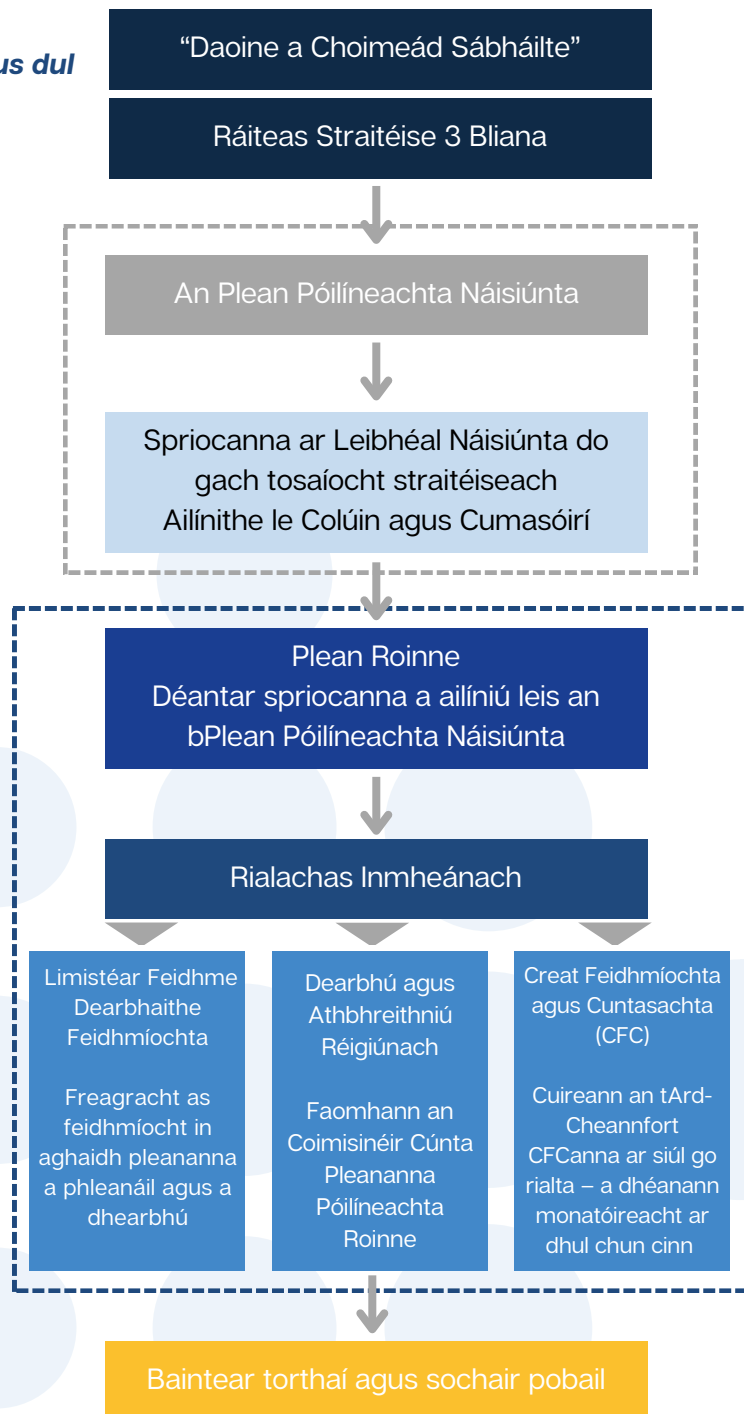 us dul
“Daoine a Choimeád Sábháilte”
Ráiteas Straitéise 3 Bliana
An Plean Póilíneachta Náisiúnta
Spriocanna ar Leibhéal Náisiúnta do
gach tosaíocht straitéiseach
Ailínithe le Colúin agus Cumasóirí
Plean Roinne
Déantar spriocanna a ailíniú leis an
bPlean Póilíneachta Náisiúnta
Rialachas Inmheánach
Limistéar Feidhme
Dearbhaithe
Feidhmíochta
Freagracht as
feidhmíocht in
aghaidh pleananna
a phleanáil agus a
dhearbhú
Dearbhú agus
Athbhreithniú
Réigiúnach
Faomhann an
Coimisinéir Cúnta
Pleananna
Póilíneachta
Roinne
Creat Feidhmíochta
agus Cuntasachta
(CFC)
Cuireann an tArd-
Cheannfort
CFCanna ar siúl go
rialta – a dhéanann
monatóireacht ar
dhul chun cinn
Baintear torthaí agus sochair pobail